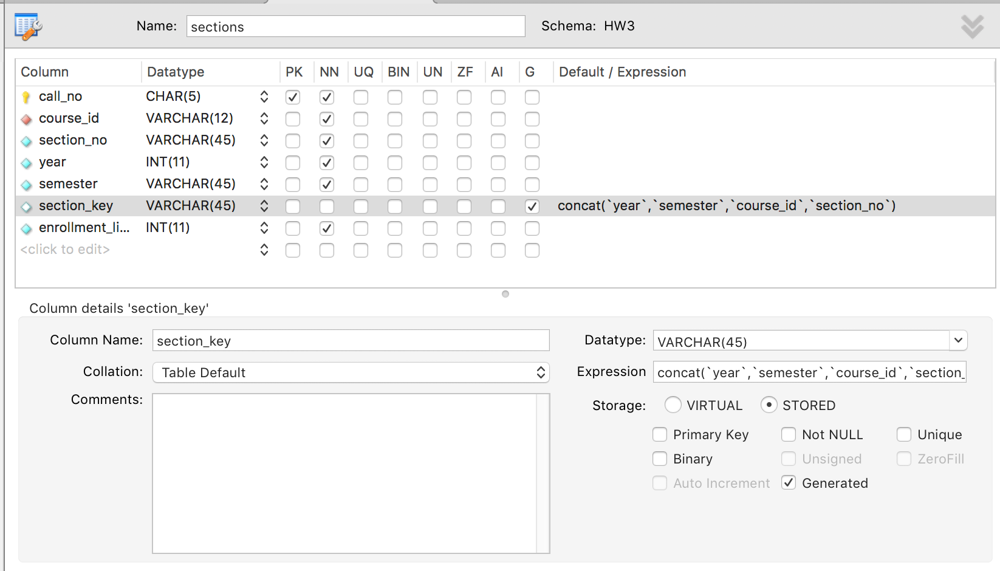 Name: sections Schema: HW3
Column Datatype PK NN UQ BIN UN ZF AI G Default / Expression
call_no CHAR(5)
course_id VARCHAR(12)
section_no VARCHAR(45)
year INT(11)
semester VARCHAR(45)
section_key VARCHAR(45) concat(`year`,`semester`,`course_id`,`section_no`)
enrollment_li... INT(11)
<click to edit>
Column details 'section_key'
Column Name: section_key Datatype: VARCHAR(45)
Collation: Table Default Expression concat(`year`,`semester`,`course_id`,`section_
Comments: Storage: VIRTUAL STORED
Primary Key Not NULL Unique
Binary Unsigned ZeroFill
Auto Increment Generated